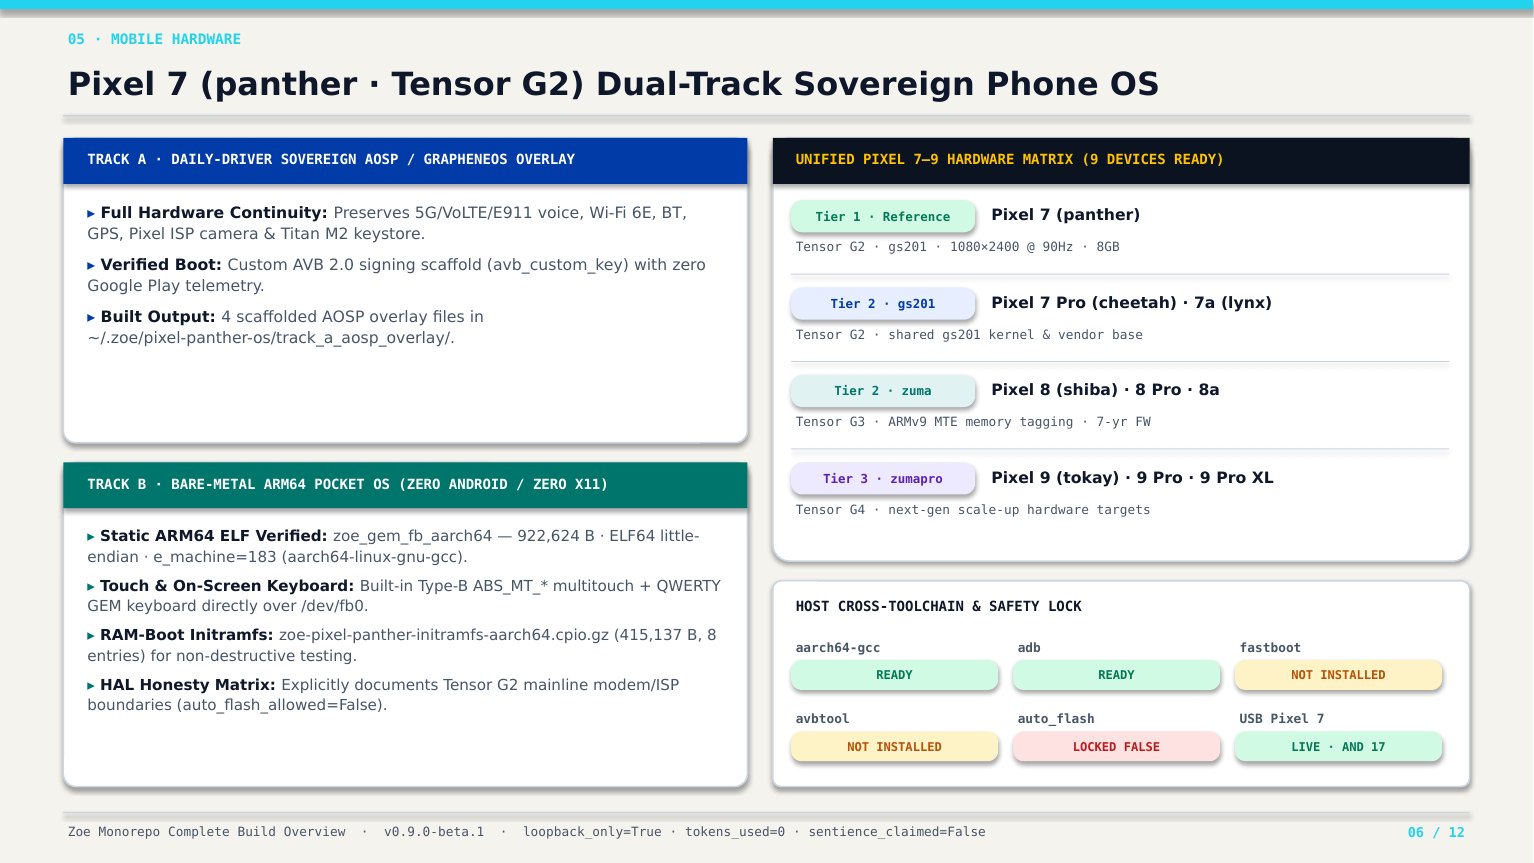 05 · MOBILE HARDWARE
Pixel 7 (panther · Tensor G2) Dual-Track Sovereign Phone OS
TRACK A · DAILY-DRIVER SOVEREIGN AOSP / GRAPHENEOS OVERLAY
▸ Full Hardware Continuity: Preserves 5G/VoLTE/E911 voice, Wi-Fi 6E, BT,
GPS, Pixel ISP camera & Titan M2 keystore.
▸ Verified Boot: Custom AVB 2.0 signing scaffold (avb_custom_key) with zero
Google Play telemetry.
▸ Built Output: 4 scaffolded AOSP overlay files in
~/.zoe/pixel-panther-os/track_a_aosp_overlay/.
TRACK B · BARE-METAL ARM64 POCKET OS (ZERO ANDROID / ZERO X11)
▸ Static ARM64 ELF Verified: zoe_gem_fb_aarch64 — 922,624 B · ELF64 little-
endian · e_machine=183 (aarch64-linux-gnu-gcc).
▸ Touch & On-Screen Keyboard: Built-in Type-B ABS_MT_* multitouch + QWERTY
GEM keyboard directly over /dev/fb0.
▸ RAM-Boot Initramfs: zoe-pixel-panther-initramfs-aarch64.cpio.gz (415,137 B, 8
entries) for non-destructive testing.
▸ HAL Honesty Matrix: Explicitly documents Tensor G2 mainline modem/ISP
boundaries (auto_flash_allowed=False).
UNIFIED PIXEL 7–9 HARDWARE MATRIX (9 DEVICES READY)
Tier 1 · Reference Pixel 7 (panther)
Tensor G2 · gs201 · 1080×2400 @ 90Hz · 8GB
Tier 2 · gs201 Pixel 7 Pro (cheetah) · 7a (lynx)
Tensor G2 · shared gs201 kernel & vendor base
Tier 2 · zuma Pixel 8 (shiba) · 8 Pro · 8a
Tensor G3 · ARMv9 MTE memory tagging · 7-yr FW
Tier 3 · zumapro Pixel 9 (tokay) · 9 Pro · 9 Pro XL
Tensor G4 · next-gen scale-up hardware targets
HOST CROSS-TOOLCHAIN & SAFETY LOCK
aarch64-gcc adb fastboot
READY READY NOT INSTALLED
avbtool auto_flash USB Pixel 7
NOT INSTALLED LOCKED FALSE LIVE · AND 17
Zoe Monorepo Complete Build Overview · v0.9.0-beta.1 · loopback_only=True · tokens_used=0 · sentience_claimed=False
06 / 12